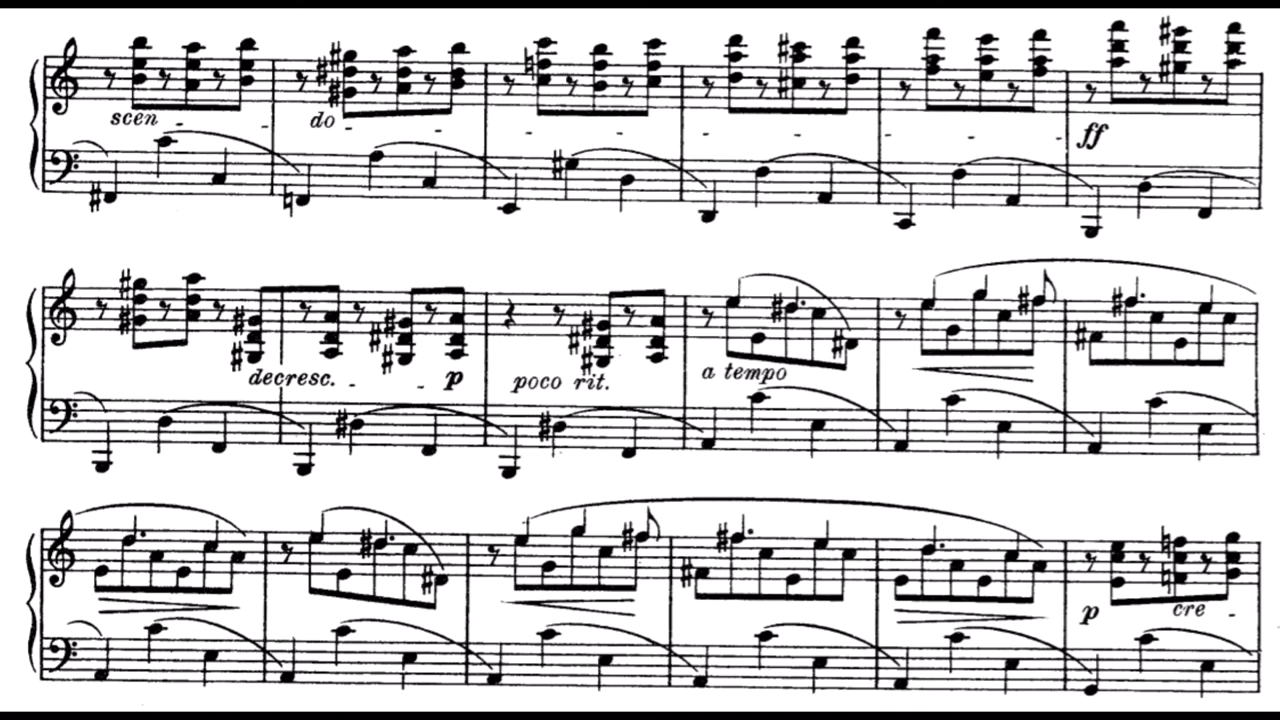 scen - - do - - - - - - - - ff
decresc. - - p poco rit. a tempo
p cre -